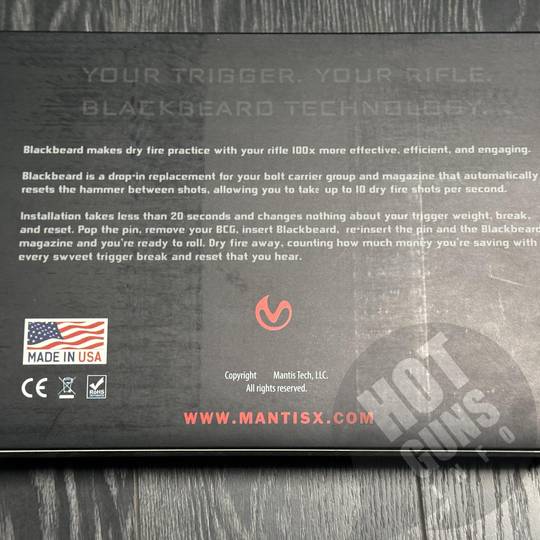 YOUR TRIGGER. YOUR RIFLE.
BLACKBEARD TECHNOLOGY.
Blackbeard makes dry fire practice with your rifle 100x more effective, efficient, and engaging.
Blackbeard is a drop-in replacement for your bolt carrier group and magazine that automatically
resets the hammer between shots, allowing you to take up to 10 dry fire shots per second.
Installation takes less than 20 seconds and changes nothing about your trigger weight, break,
and reset. Pop the pin, remove your BCG, insert Blackbeard, re-insert the pin and the Blackbeard
magazine and you're ready to roll. Dry fire away, counting how much money you're saving with
every sweet trigger break and reset that you hear.
MADE IN USA
CE
RoHS
Copyright Mantis Tech, LLC.
All rights reserved.
WWW.MANTISX.COM
HOT
GUNS